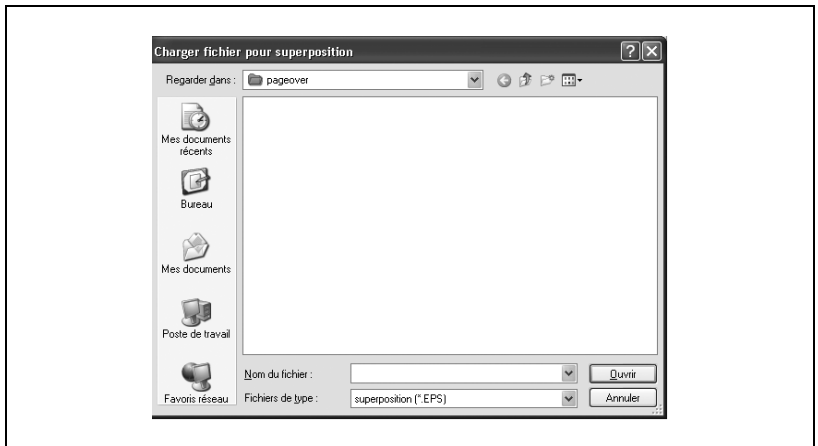 Charger fichier pour superposition
Regarder dans :
pageover
Mes documents
récents
Bureau
Mes documents
Poste de travail
Favoris réseau
Nom du fichier :
Ouvrir
Fichiers de type :
superposition (*.EPS)
Annuler